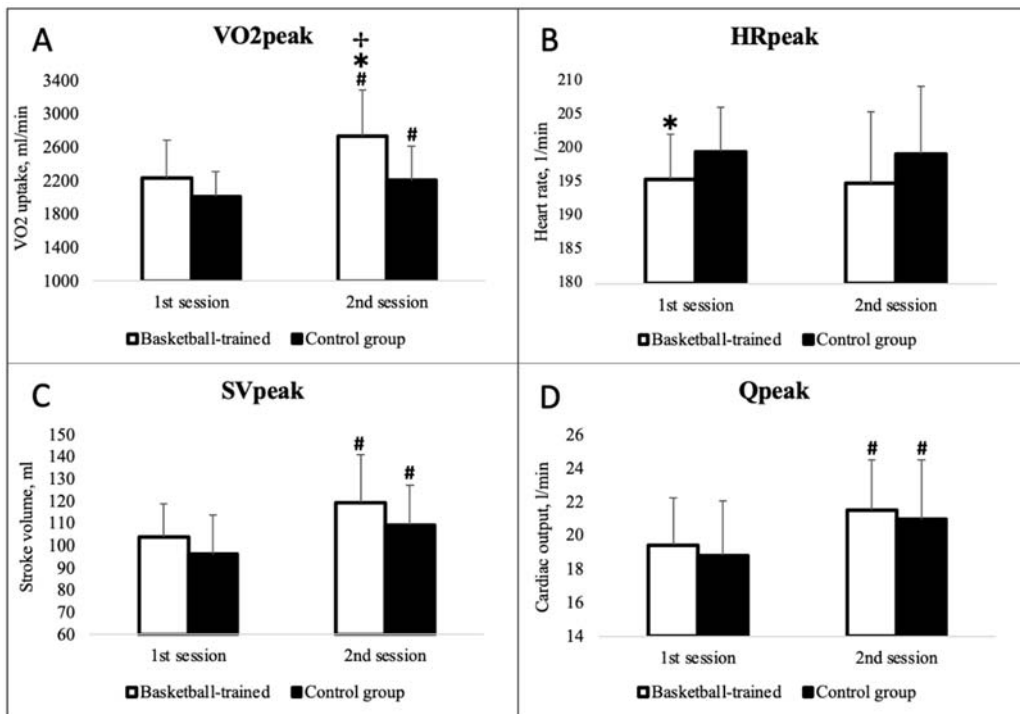 A
VO2peak
VO2 uptake, ml/min
3400
3000
2600
2200
1800
1400
1000
#
✢
*
#
1st session
2nd session
Basketball-trained
Control group
B
HRpeak
Heart rate, 1/min
210
205
200
195
190
185
180
*
1st session
2nd session
Basketball-trained
Control group
C
SVpeak
Stroke volume, ml
150
140
130
120
110
100
90
80
70
60
#
#
1st session
2nd session
Basketball-trained
Control group
D
Qpeak
Cardiac output, l/min
26
24
22
20
18
16
14
# #
1st session
2nd session
Basketball-trained
Control group